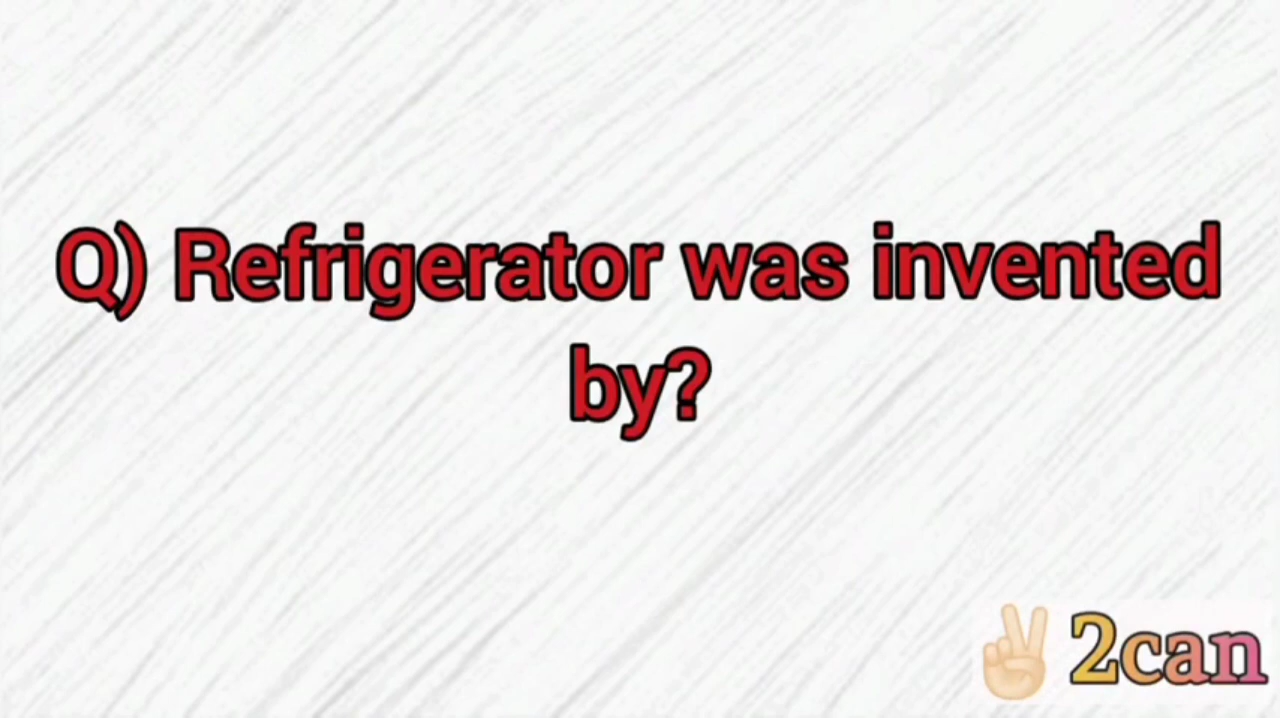 Q) Refrigerator was invented
by?
2can